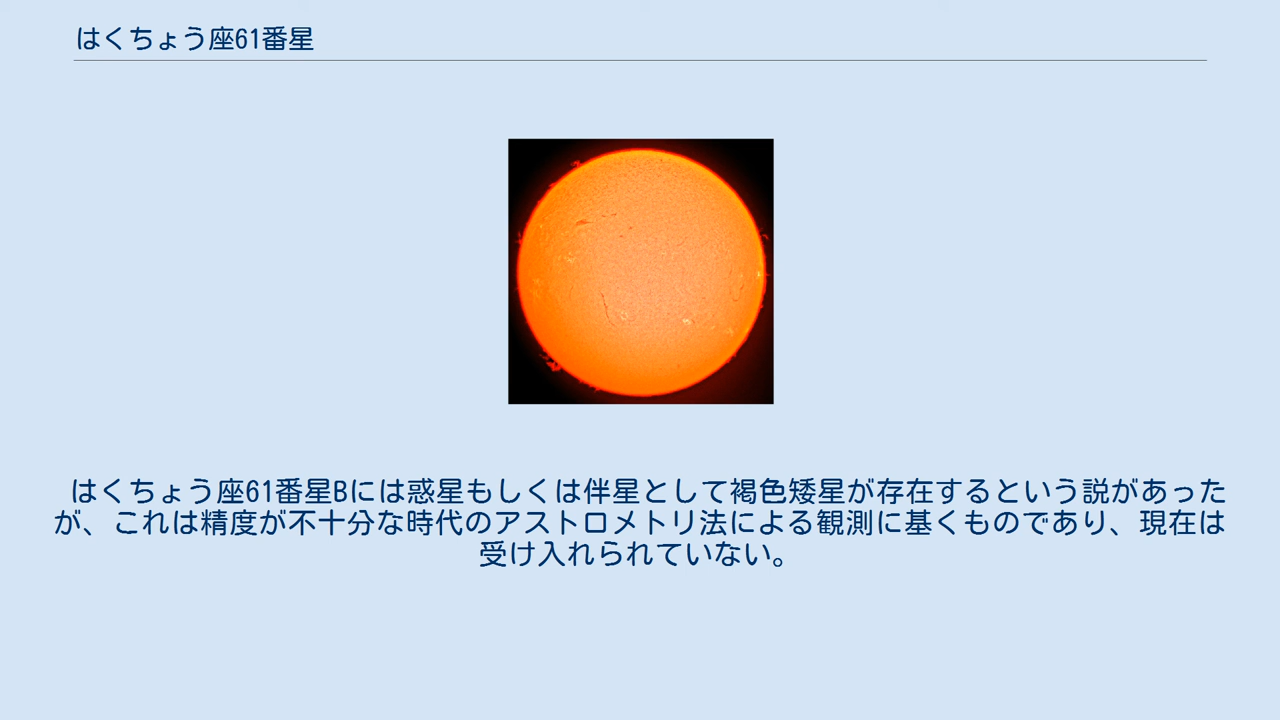 はくちょう座61番星
はくちょう座61番星Bには惑星もしくは伴星として褐色矮星が存在するという説があった
が、これは精度が不十分な時代のアストロメトリ法による観測に基くものであり、現在は
受け入れられていない。